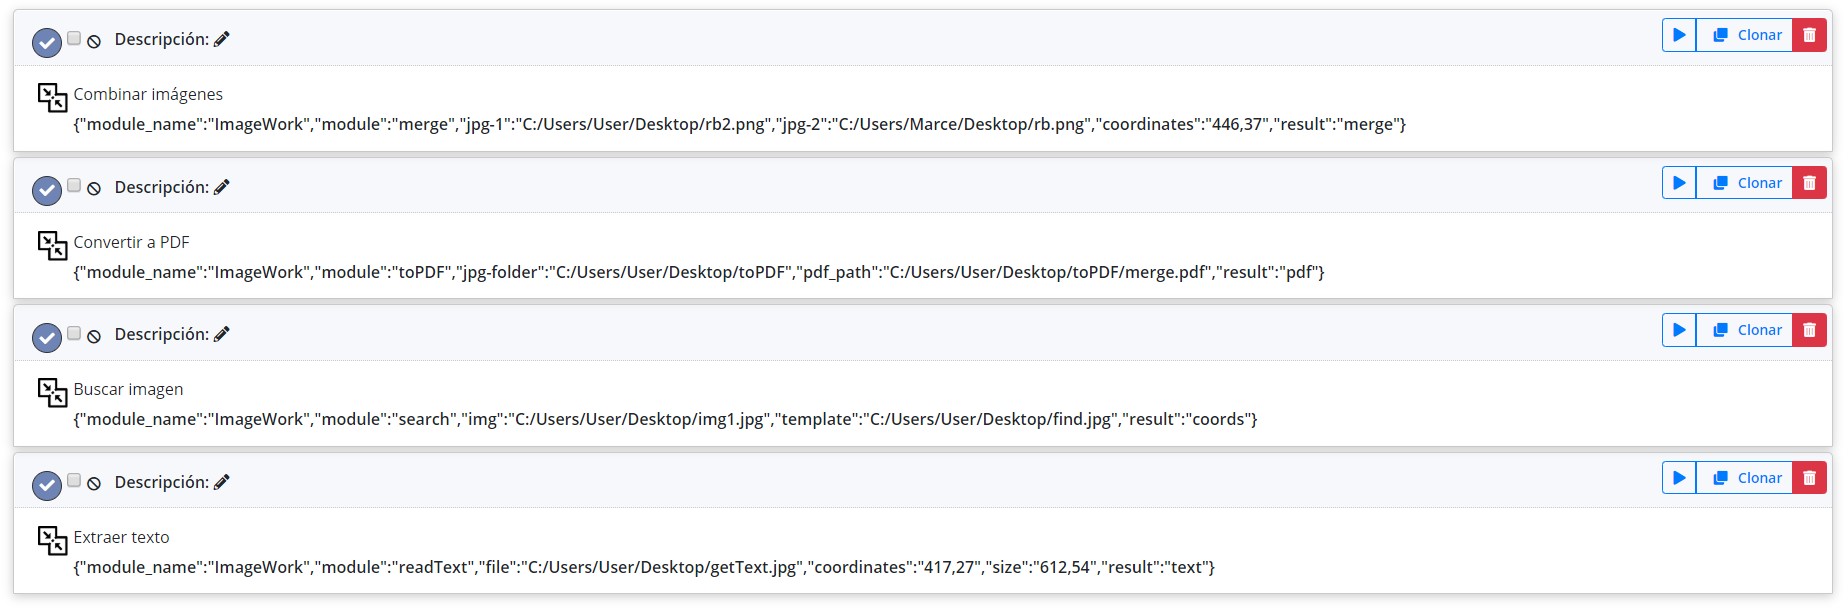 Descripción:
Clonar
Combinar imágenes
{"module_name":"ImageWork","module":"merge","jpg-1":"C:/Users/User/Desktop/rb2.png","jpg-2":"C:/Users/Marce/Desktop/rb.png","coordinates":"446,37","result":"merge"}
Descripción:
Clonar
Convertir a PDF
{"module_name":"ImageWork","module":"toPDF","jpg-folder":"C:/Users/User/Desktop/toPDF","pdf_path":"C:/Users/User/Desktop/toPDF/merge.pdf","result":"pdf"}
Descripción:
Clonar
Buscar imagen
{"module_name":"ImageWork","module":"search","img":"C:/Users/User/Desktop/img1.jpg","template":"C:/Users/User/Desktop/find.jpg","result":"coords"}
Descripción:
Clonar
Extraer texto
{"module_name":"ImageWork","module":"readText","file":"C:/Users/User/Desktop/getText.jpg","coordinates":"417,27","size":"612,54","result":"text"}